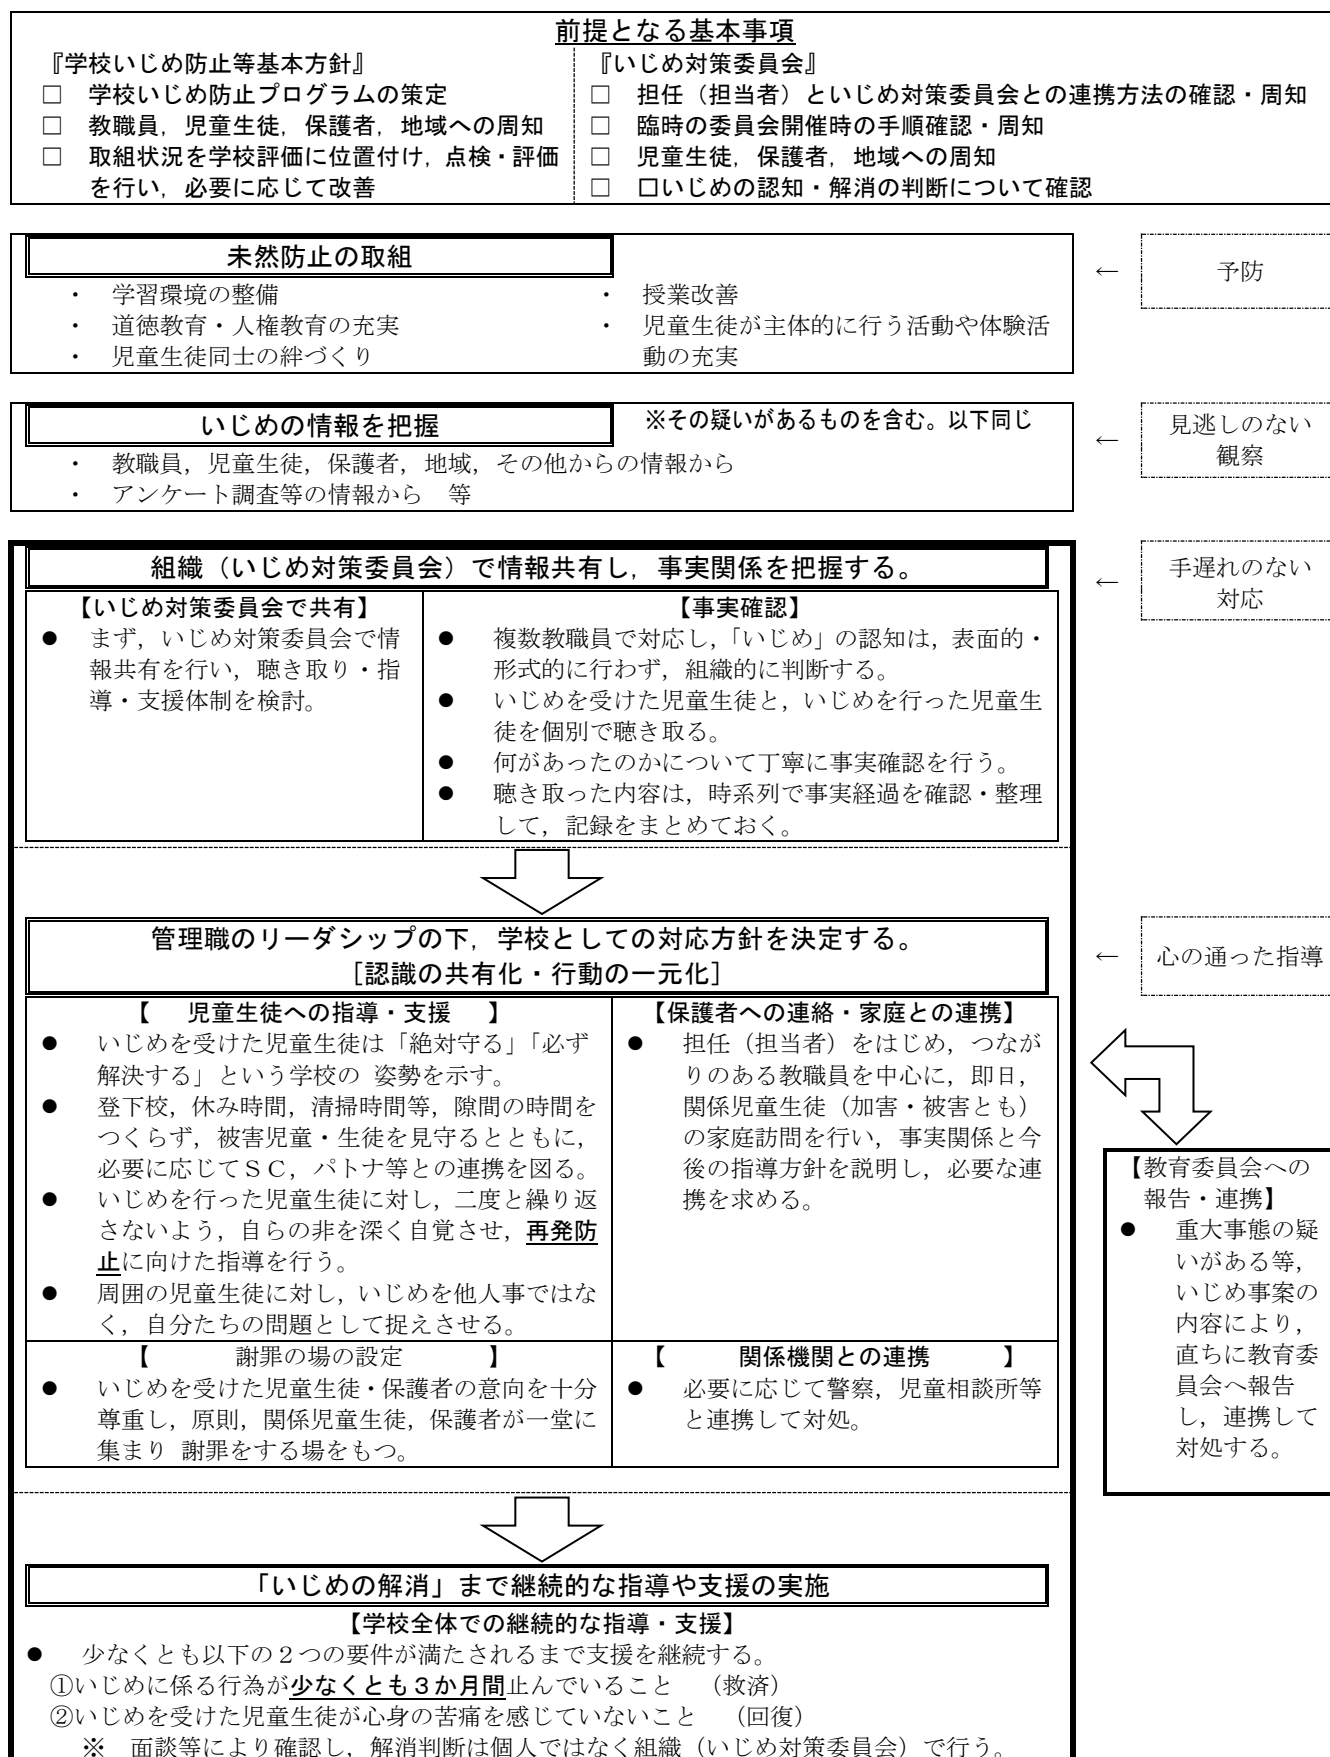 前提となる基本事項
『学校いじめ防止等基本方針』
□ 学校いじめ防止プログラムの策定
□ 教職員，児童生徒，保護者，地域への周知
□ 取組状況を学校評価に位置付け，点検・評価
を行い，必要に応じて改善
『いじめ対策委員会』
□ 担任（担当者）といじめ対策委員会との連携方法の確認・周知
□ 臨時の委員会開催時の手順確認・周知
□ 児童生徒，保護者，地域への周知
□ □いじめの認知・解消の判断について確認
未然防止の取組
・ 学習環境の整備
・ 道徳教育・人権教育の充実
・ 児童生徒同士の絆づくり
・ 授業改善
・ 児童生徒が主体的に行う活動や体験活
動の充実
← 予防
いじめの情報を把握
※その疑いがあるものを含む。以下同じ
・ 教職員，児童生徒，保護者，地域，その他からの情報から
・ アンケート調査等の情報から　等
← 見逃しのない
観察
組織（いじめ対策委員会）で情報共有し，事実関係を把握する。
← 手遅れのない
対応
【いじめ対策委員会で共有】
● まず，いじめ対策委員会で情
報共有を行い，聴き取り・指
導・支援体制を検討。
【事実確認】
● 複数教職員で対応し，「いじめ」の認知は，表面的・
形式的に行わず，組織的に判断する。
● いじめを受けた児童生徒と，いじめを行った児童生
徒を個別で聴き取る。
● 何があったのかについて丁寧に事実確認を行う。
● 聴き取った内容は，時系列で事実経過を確認・整理
して，記録をまとめておく。
管理職のリーダシップの下，学校としての対応方針を決定する。
［認識の共有化・行動の一元化］
← 心の通った指導
【　児童生徒への指導・支援　】
● いじめを受けた児童生徒は「絶対守る」「必ず
解決する」という学校の 姿勢を示す。
● 登下校，休み時間，清掃時間等，隙間の時間を
つくらず，被害児童・生徒を見守るとともに，
必要に応じてＳＣ，パトナ等との連携を図る。
● いじめを行った児童生徒に対し，二度と繰り返
さないよう，自らの非を深く自覚させ，再発防
止に向けた指導を行う。
● 周囲の児童生徒に対し，いじめを他人事ではな
く，自分たちの問題として捉えさせる。
【保護者への連絡・家庭との連携】
● 担任（担当者）をはじめ，つなが
りのある教職員を中心に，即日，
関係児童生徒（加害・被害とも）
の家庭訪問を行い，事実関係と今
後の指導方針を説明し，必要な連
携を求める。
【教育委員会への
報告・連携】
● 重大事態の疑
いがある等，
いじめ事案の
内容により，
直ちに教育委
員会へ報告
し，連携して
対処する。
【　謝罪の場の設定　】
● いじめを受けた児童生徒・保護者の意向を十分
尊重し，原則，関係児童生徒，保護者が一堂に
集まり 謝罪をする場をもつ。
【　関係機関との連携　】
● 必要に応じて警察，児童相談所等
と連携して対処。
「いじめの解消」まで継続的な指導や支援の実施
【学校全体での継続的な指導・支援】
● 少なくとも以下の２つの要件が満たされるまで支援を継続する。
①いじめに係る行為が少なくとも３か月間止んでいること　（救済）
②いじめを受けた児童生徒が心身の苦痛を感じていないこと　（回復）
※　面談等により確認し，解消判断は個人ではなく組織（いじめ対策委員会）で行う。